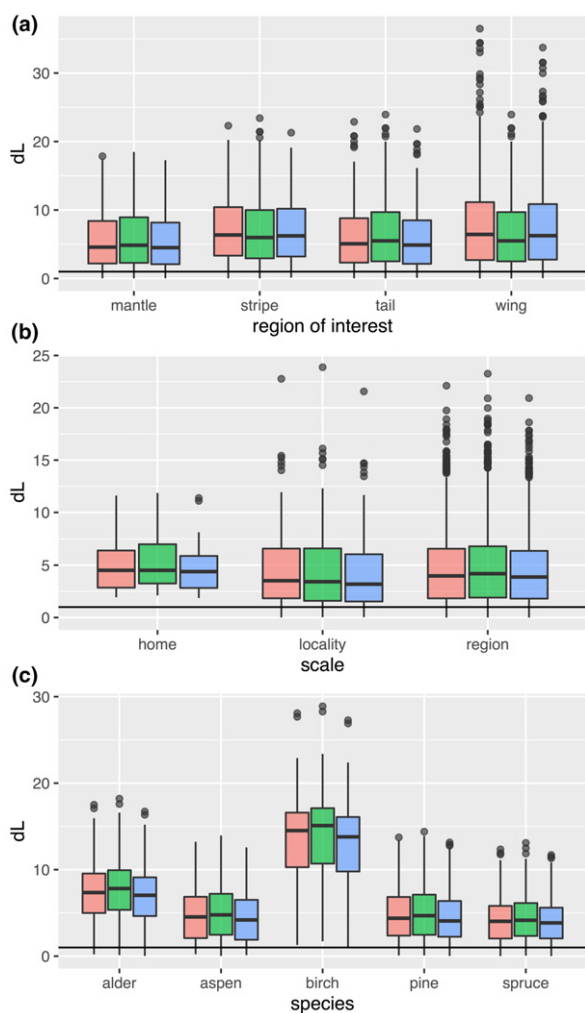 (a)
30
20
10
0
dL
mantle stripe tail wing
region of interest
(b)
25
20
15
10
5
0
dL
home locality region
scale
(c)
30
20
10
0
dL
alder aspen birch pine spruce
species